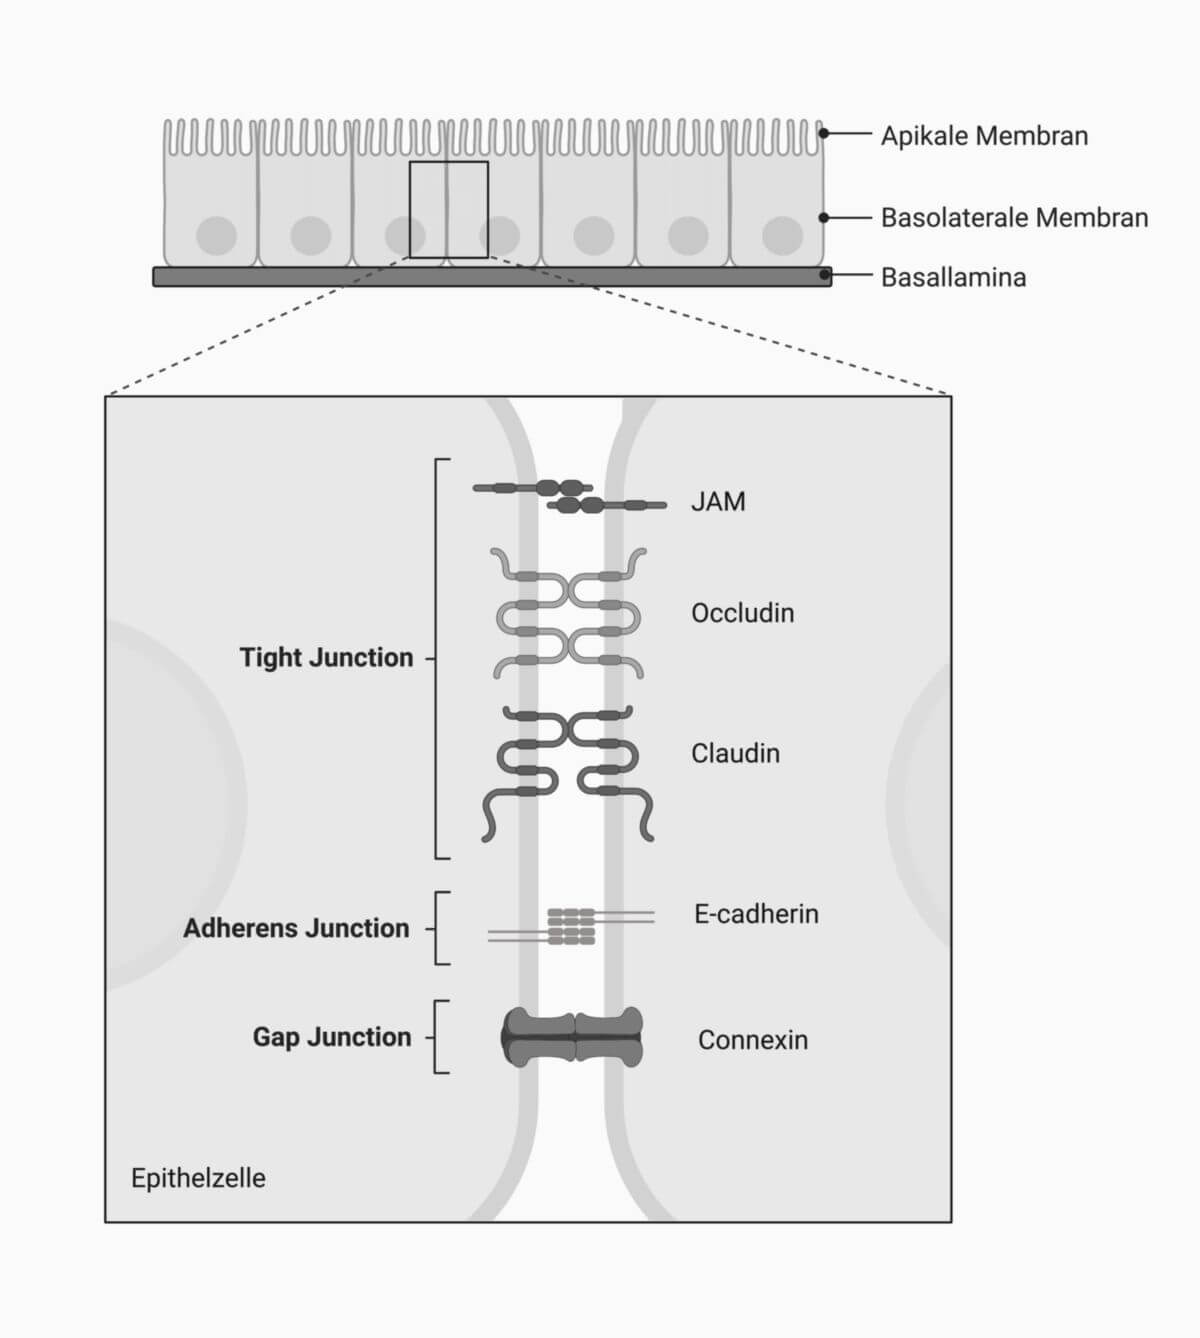 Apikale Membran
Basolaterale Membran
Basallamina
JAM
Occludin
Tight Junction
Claudin
E-cadherin
Adherens Junction
Gap Junction
Connexin
Epithelzelle